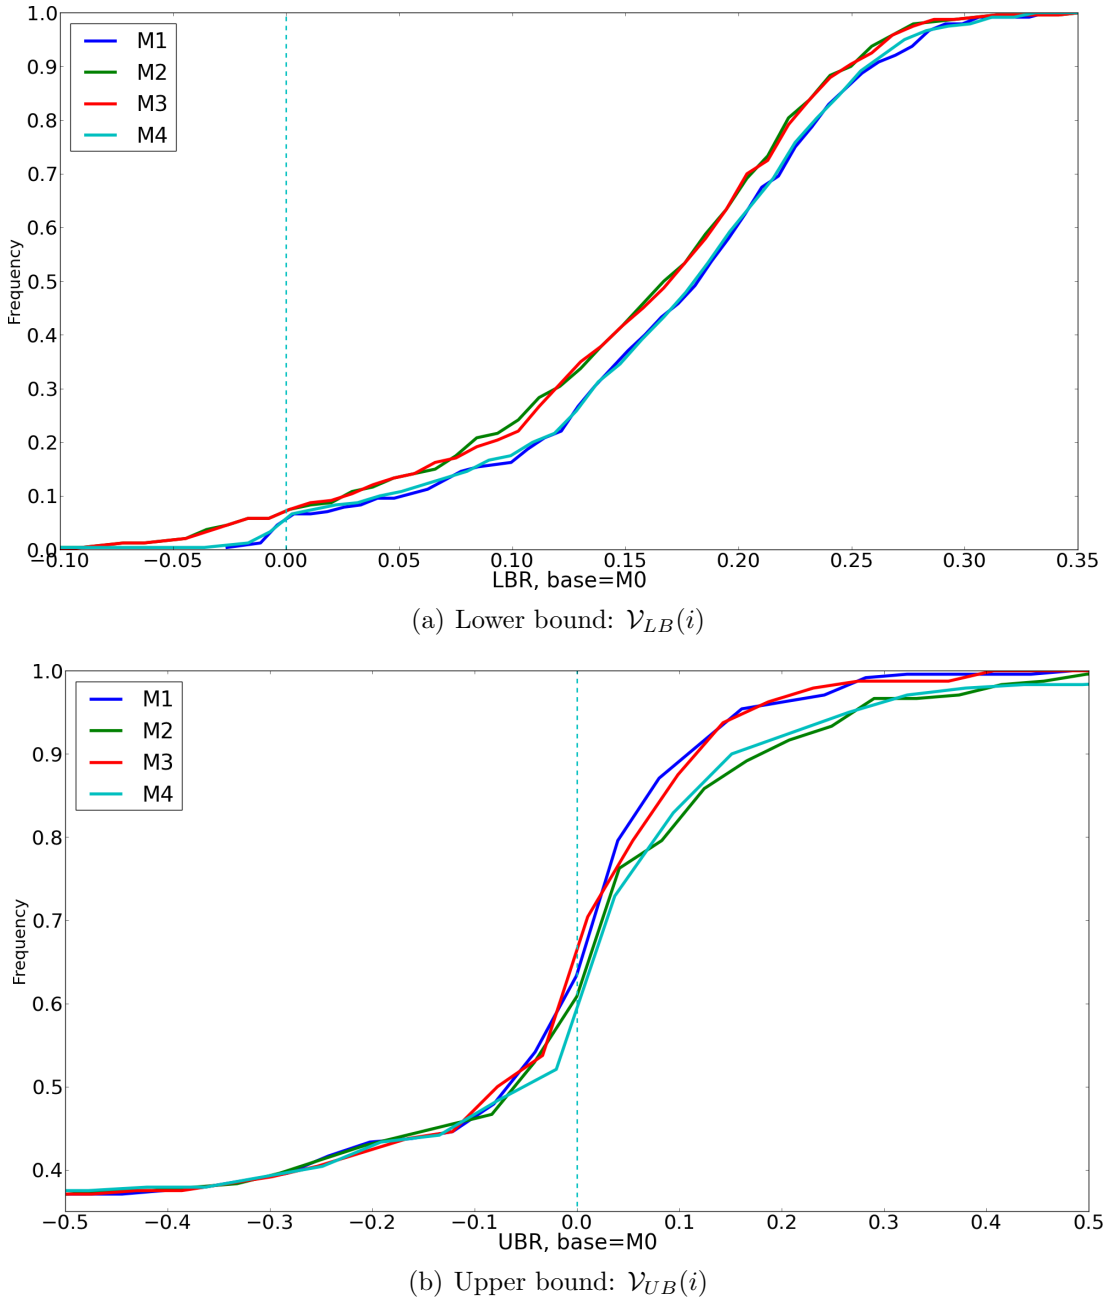 1.0
0.9
0.8
0.7
0.6
0.5
0.4
0.3
0.2
0.1
0.0
Frequency
M1
M2
M3
M4
−0.10 −0.05 0.00 0.05 0.10 0.15 0.20 0.25 0.30 0.35
LBR, base=M0
(a) Lower bound: 𝒱LB(i)
1.0
0.9
0.8
0.7
0.6
0.5
0.4
Frequency
M1
M2
M3
M4
−0.5 −0.4 −0.3 −0.2 −0.1 0.0 0.1 0.2 0.3 0.4 0.5
UBR, base=M0
(b) Upper bound: 𝒱UB(i)